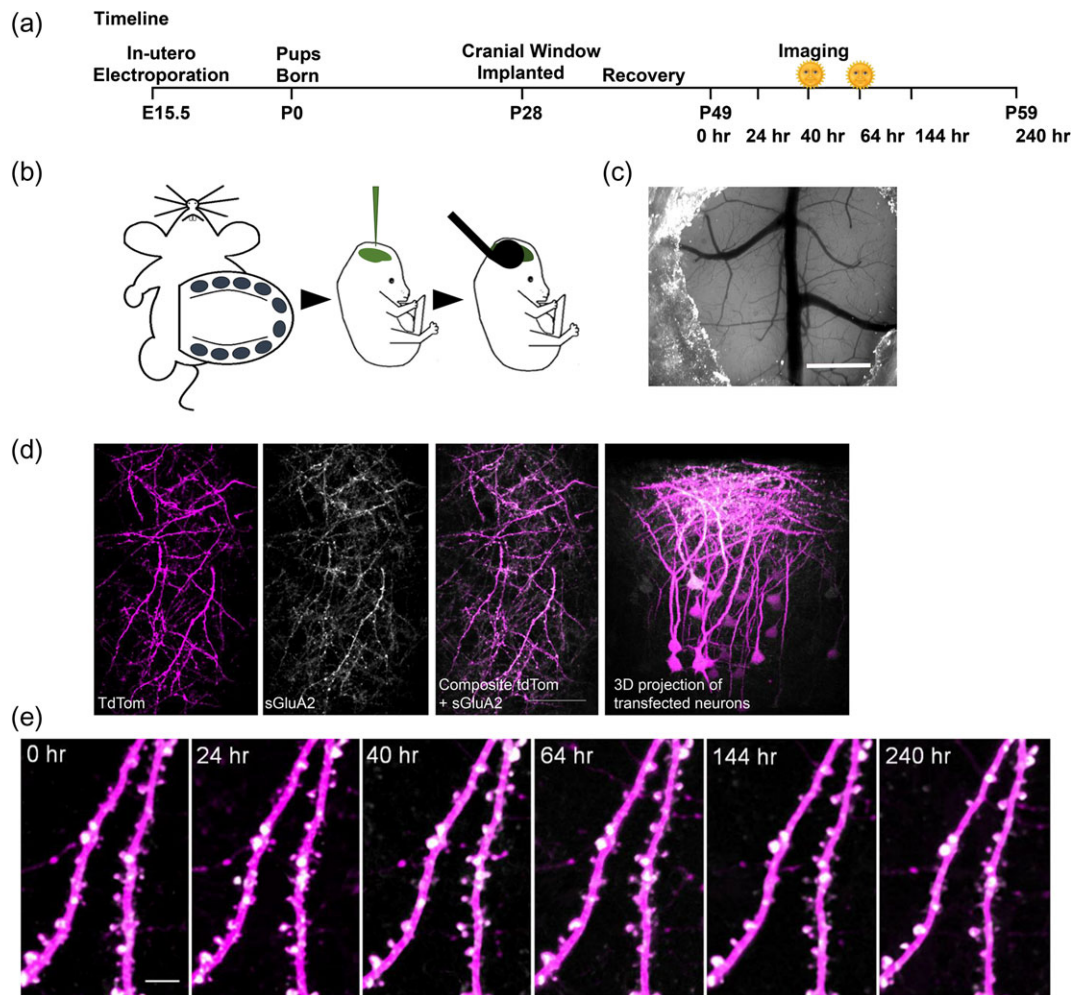 (a)
Timeline
In-utero
Electroporation
Pups
Born
Cranial Window
Implanted
Recovery
Imaging
E15.5
P0
P28
P49
P59
0 hr
24 hr
40 hr
64 hr
144 hr
240 hr
(b)
(c)
(d)
TdTom
sGluA2
Composite tdTom
+ sGluA2
3D projection of
transfected neurons
(e)
0 hr
24 hr
40 hr
64 hr
144 hr
240 hr